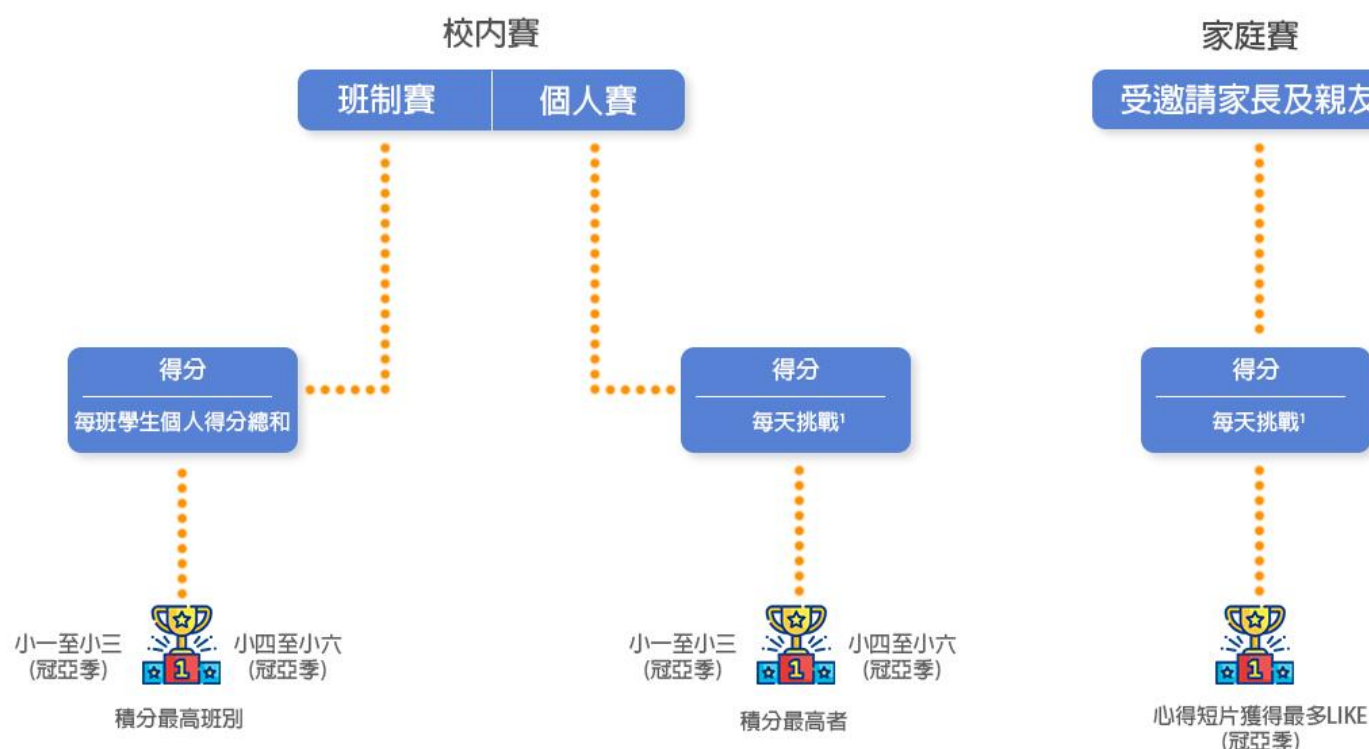 校内賽
班制賽
個人賽
得分
每班學生個人得分總和
小一至小三
(冠亞季)
1
小四至小六
(冠亞季)
積分最高班別
得分
每天挑戰¹
小一至小三
(冠亞季)
1
小四至小六
(冠亞季)
積分最高者
家庭賽
受邀請家長及親友
得分
每天挑戰¹
1
心得短片獲得最多LIKE
(冠亞季)